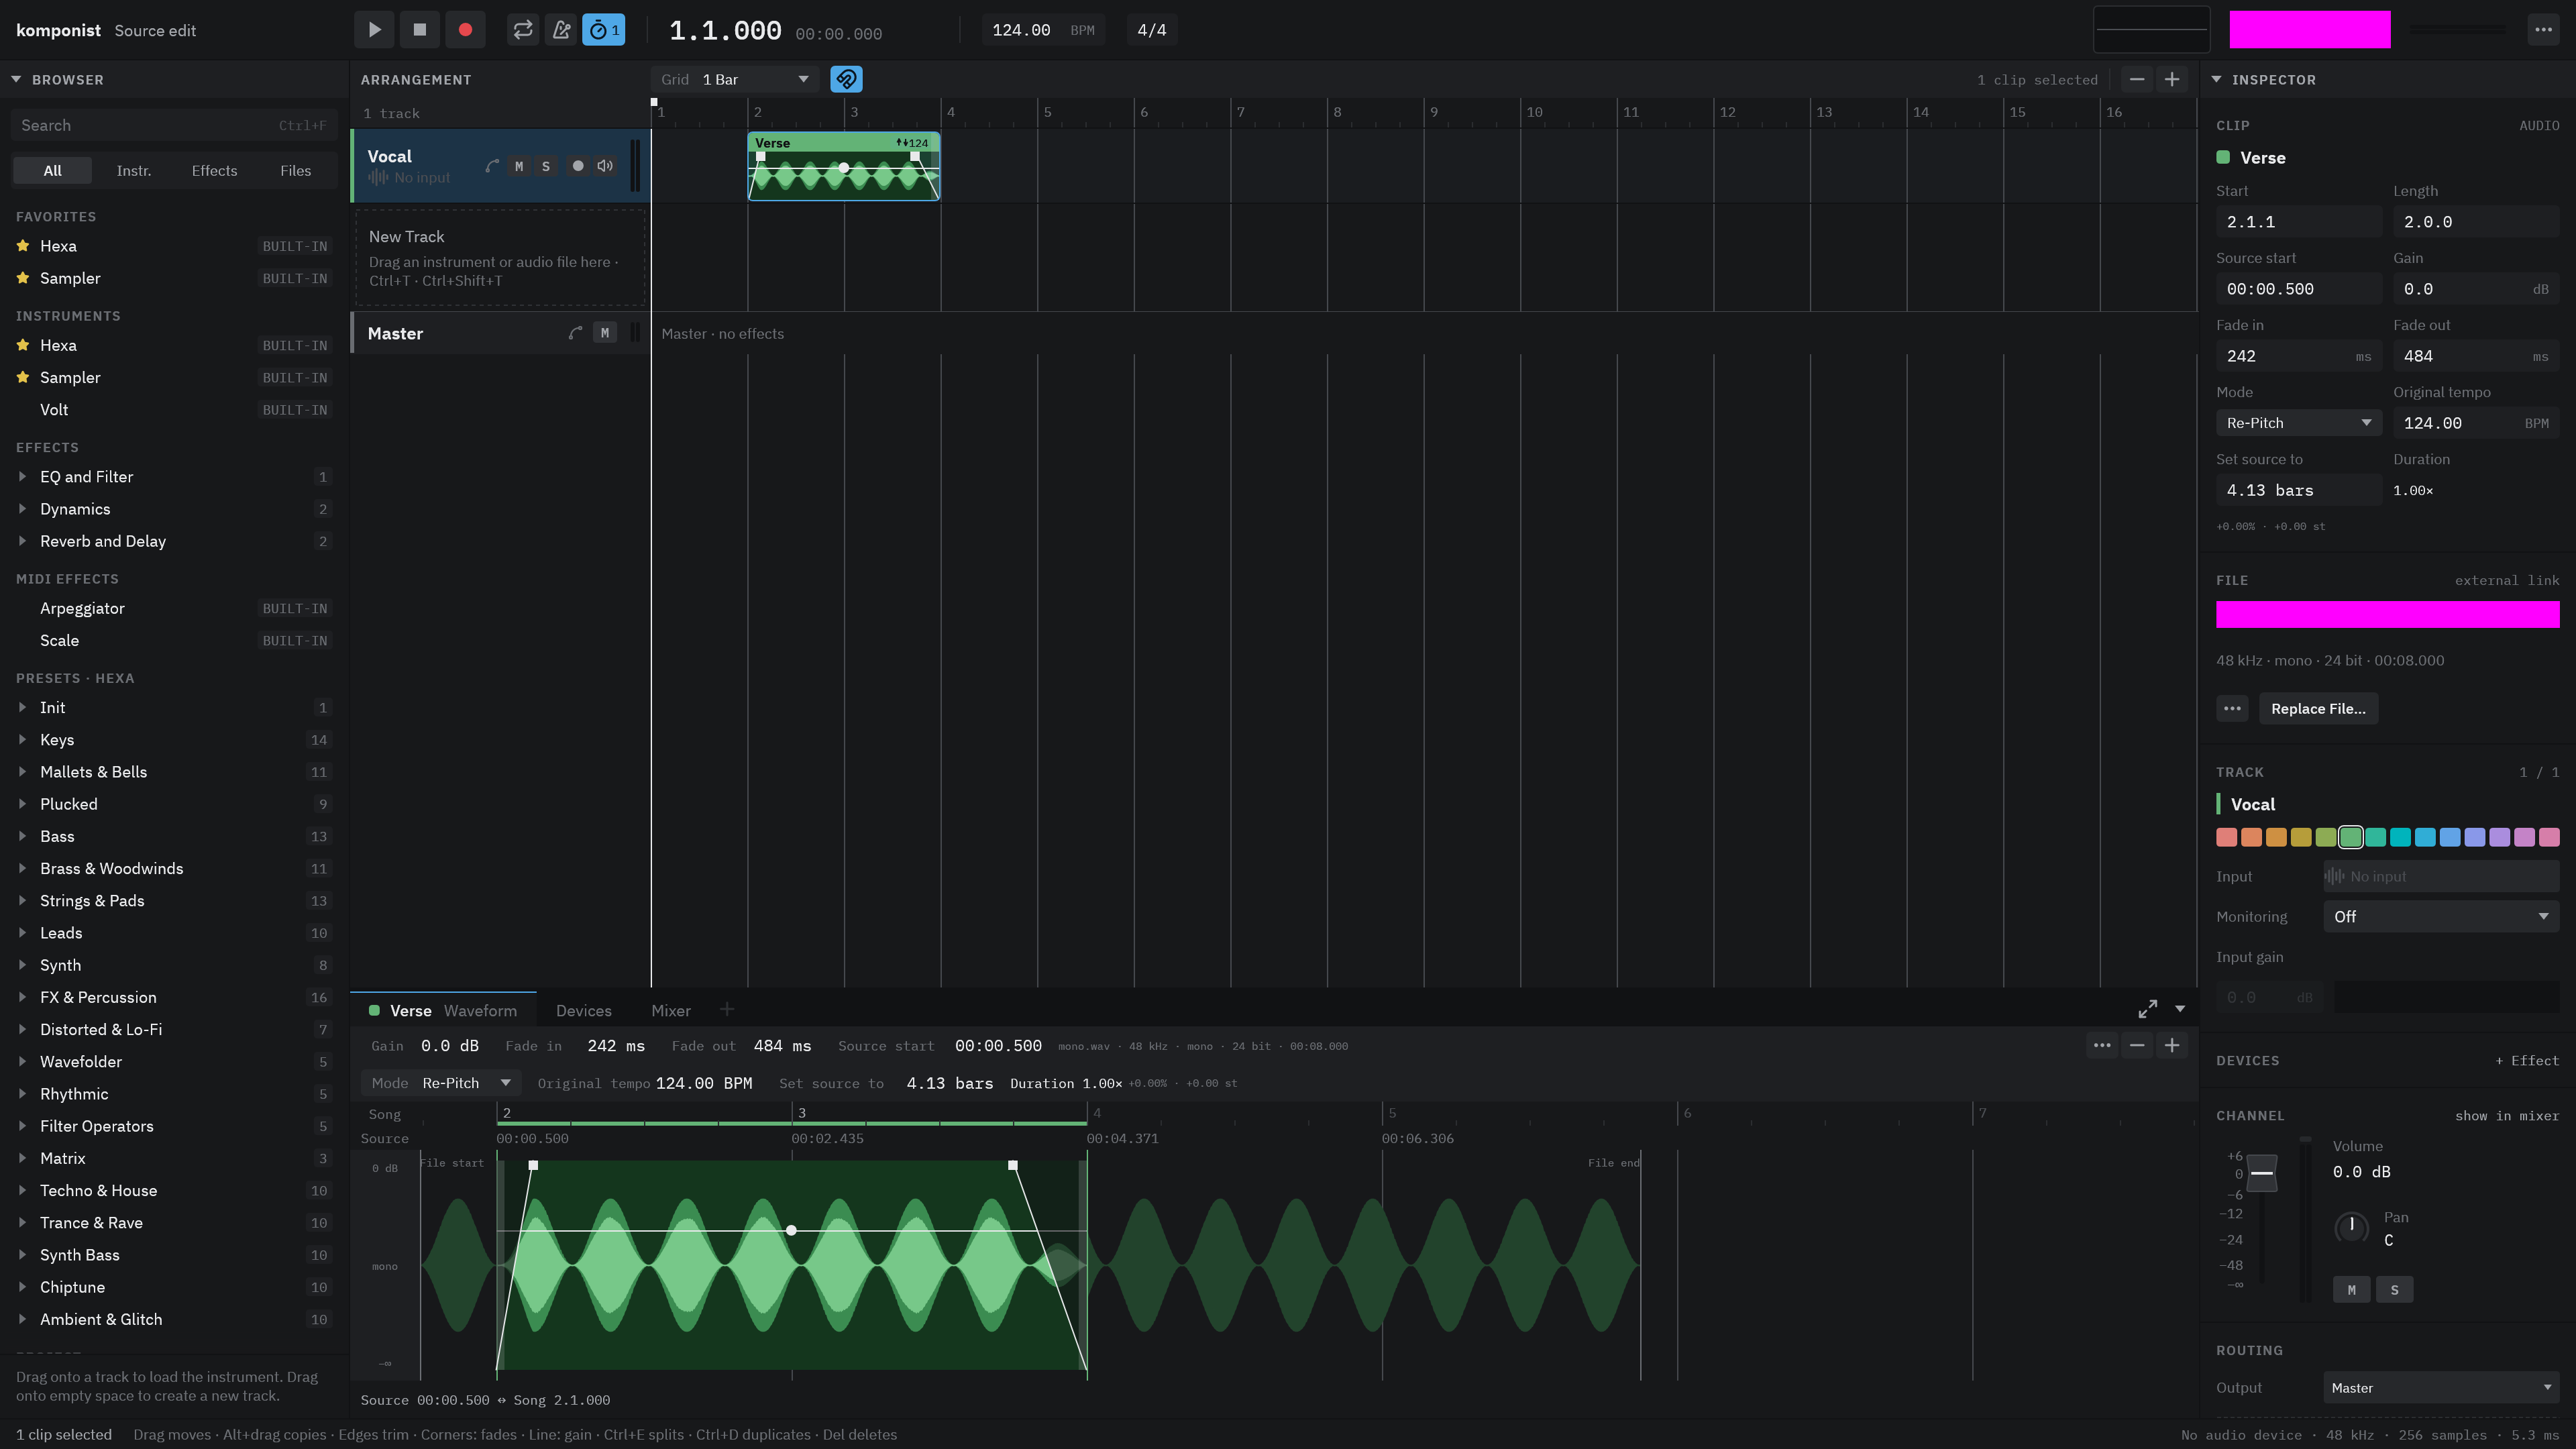 komponist Source edit
1
1.1.000 00:00.000
124.00 BPM
4/4
BROWSER
Search Ctrl+F
All Instr. Effects Files
FAVORITES
Hexa BUILT-IN
Sampler BUILT-IN
INSTRUMENTS
Hexa BUILT-IN
Sampler BUILT-IN
Volt BUILT-IN
EFFECTS
EQ and Filter 1
Dynamics 2
Reverb and Delay 2
MIDI EFFECTS
Arpeggiator BUILT-IN
Scale BUILT-IN
PRESETS · HEXA
Init 1
Keys 14
Mallets & Bells 11
Plucked 9
Bass 13
Brass & Woodwinds 11
Strings & Pads 13
Leads 10
Synth 8
FX & Percussion 16
Distorted & Lo-Fi 7
Wavefolder 5
Rhythmic 5
Filter Operators 5
Matrix 3
Techno & House 10
Trance & Rave 10
Synth Bass 10
Chiptune 10
Ambient & Glitch 10
Drag onto a track to load the instrument. Drag
onto empty space to create a new track.
ARRANGEMENT
Grid 1 Bar
1 clip selected
1 track
1 2 3 4 5 6 7 8 9 10 11 12 13 14 15 16
Vocal
No input
M S
Verse 124
New Track
Drag an instrument or audio file here ·
Ctrl+T · Ctrl+Shift+T
Master M
Master · no effects
Verse Waveform Devices Mixer
Gain 0.0 dB Fade in 242 ms Fade out 484 ms Source start 00:00.500 mono.wav · 48 kHz · mono · 24 bit · 00:08.000
Mode Re-Pitch Original tempo 124.00 BPM Set source to 4.13 bars Duration 1.00× +0.00% · +0.00 st
Song 2 3 4 5 6 7
Source 00:00.500 00:02.435 00:04.371 00:06.306
0 dB File start File end
mono
−∞
Source 00:00.500 ↔ Song 2.1.000
INSPECTOR
CLIP AUDIO
Verse
Start Length
2.1.1 2.0.0
Source start Gain
00:00.500 0.0 dB
Fade in Fade out
242 ms 484 ms
Mode Original tempo
Re-Pitch 124.00 BPM
Set source to Duration
4.13 bars 1.00×
+0.00% · +0.00 st
FILE external link
48 kHz · mono · 24 bit · 00:08.000
Replace File...
TRACK 1 / 1
Vocal
Input No input
Monitoring Off
Input gain
0.0 dB
DEVICES + Effect
CHANNEL show in mixer
+6
0
−6
−12
−24
−48
−∞
Volume
0.0 dB
Pan
C
M S
ROUTING
Output Master
1 clip selected Drag moves · Alt+drag copies · Edges trim · Corners: fades · Line: gain · Ctrl+E splits · Ctrl+D duplicates · Del deletes
No audio device · 48 kHz · 256 samples · 5.3 ms